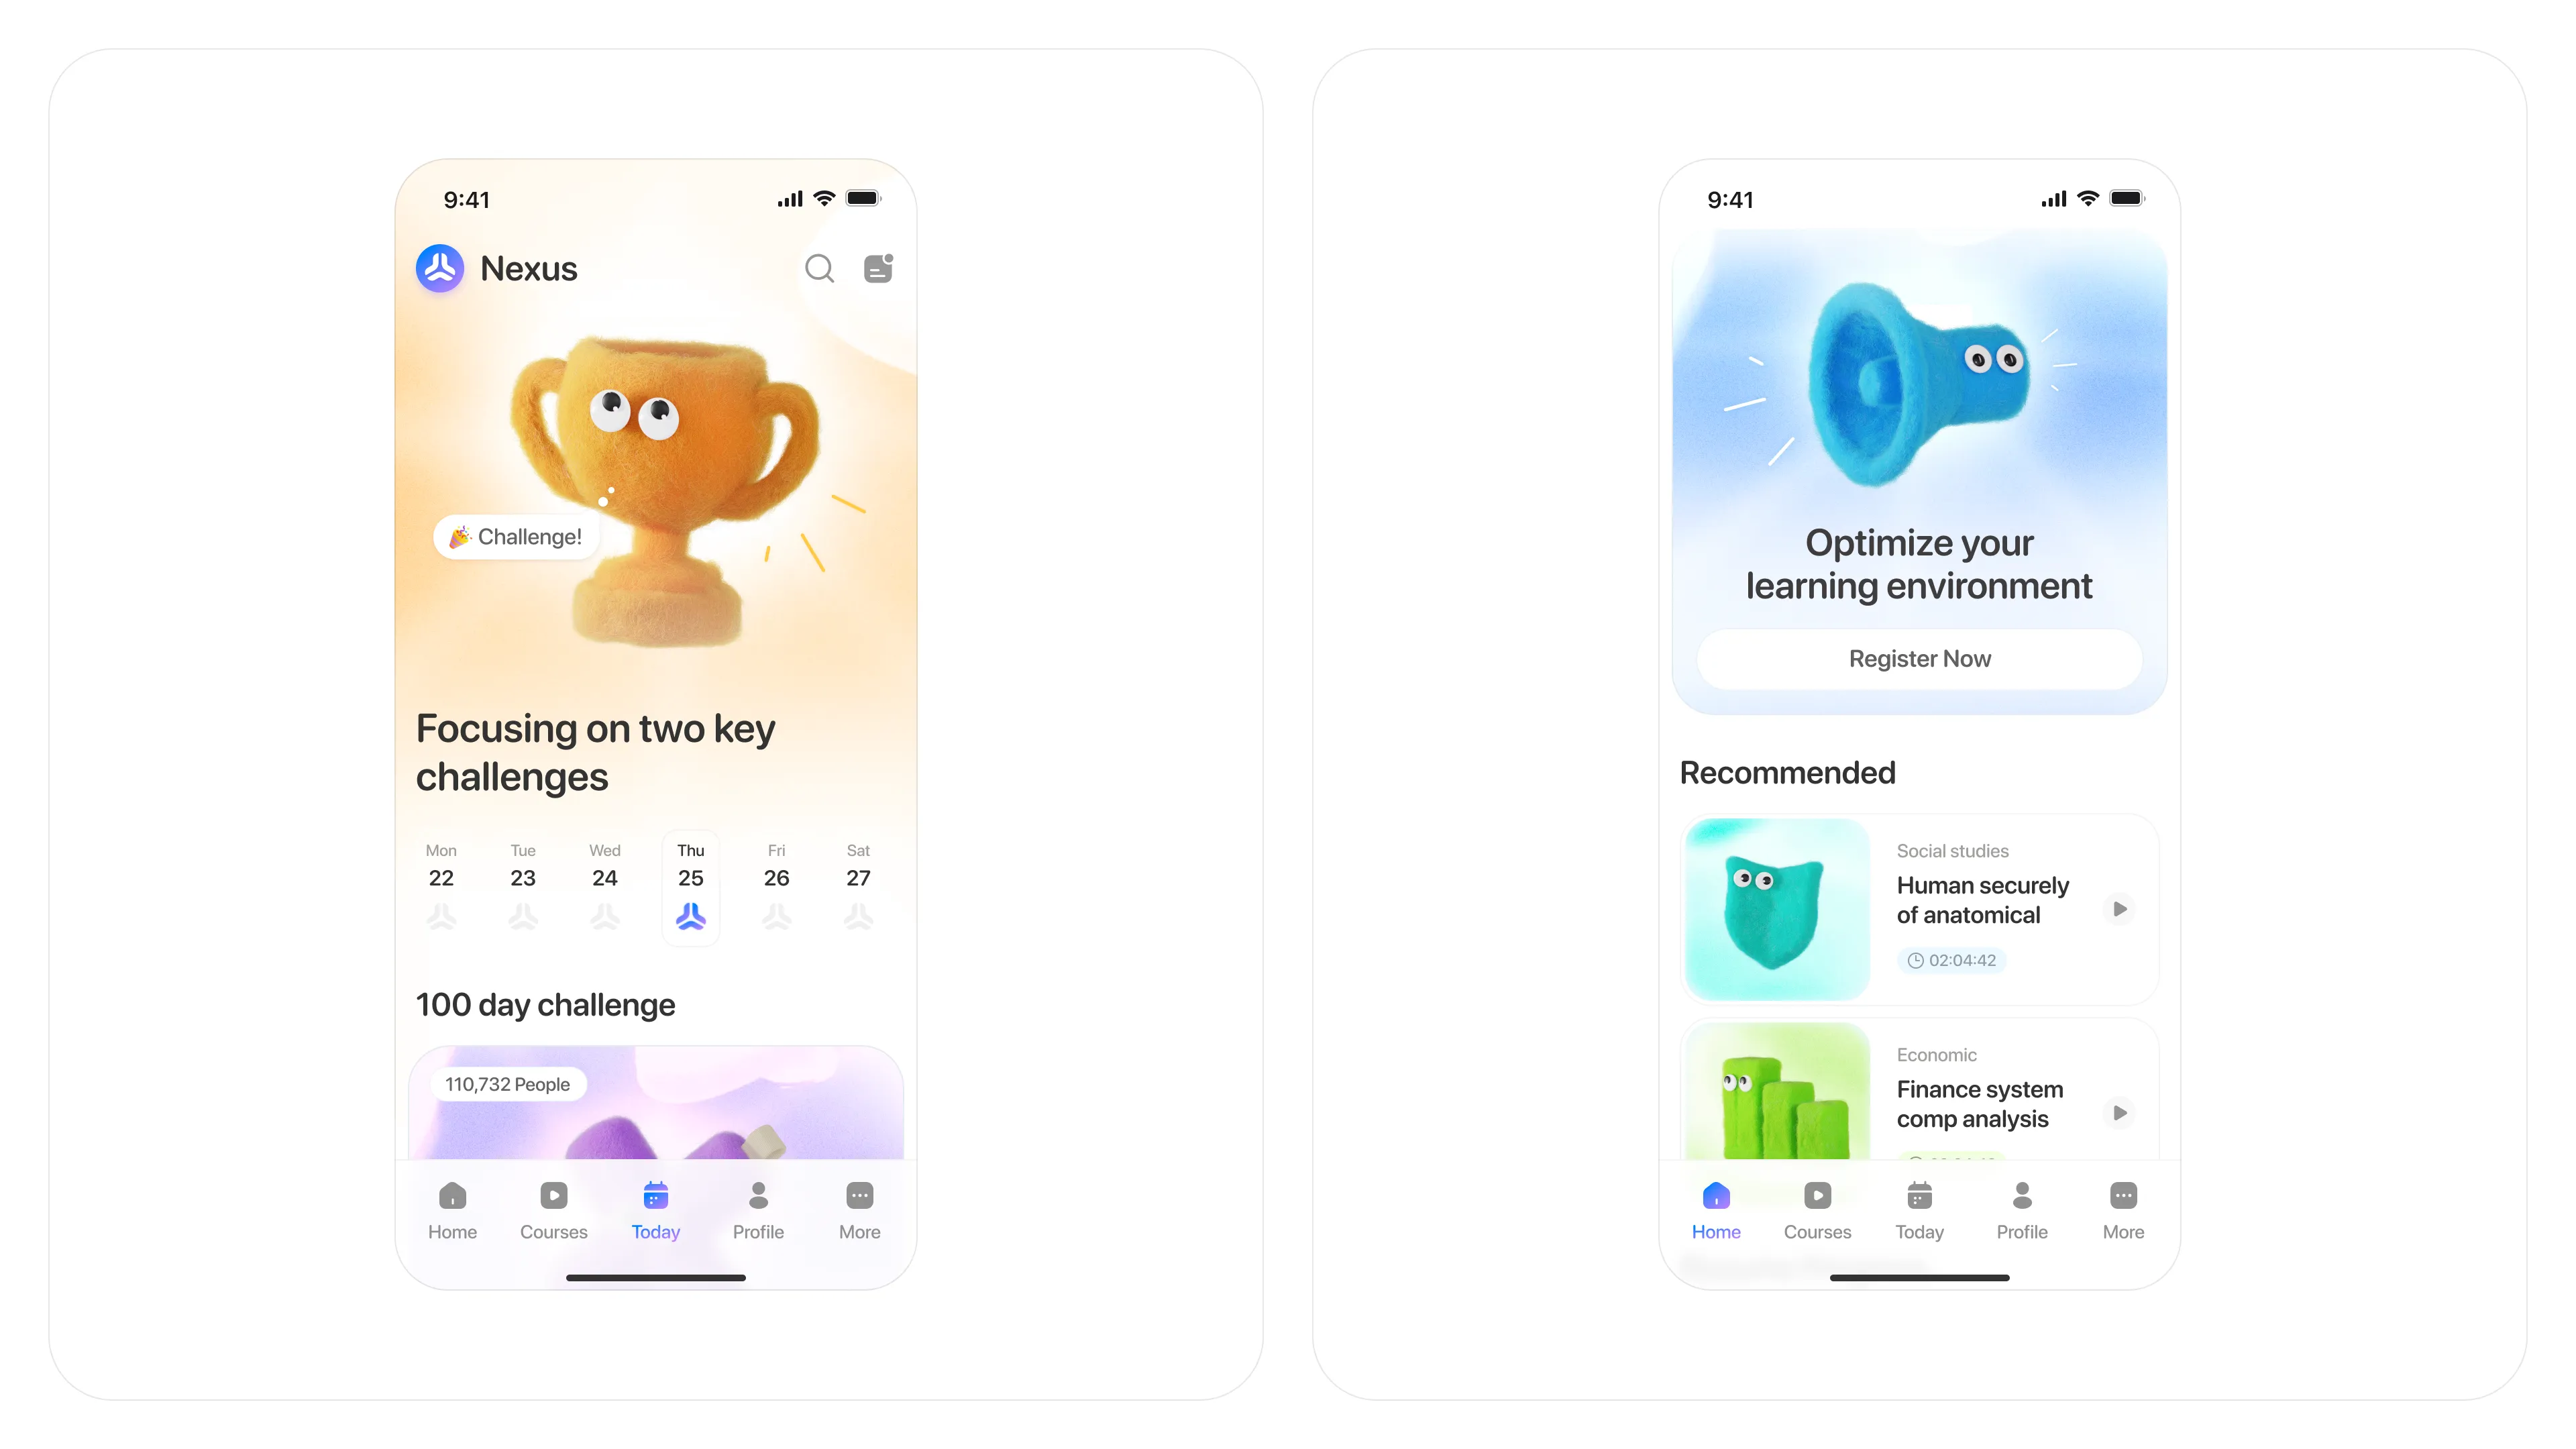 9:41
Nexus
🎉 Challenge!
Focusing on two key
challenges
Mon Tue Wed Thu Fri Sat
22 23 24 25 26 27
100 day challenge
110,732 People
Home Courses Today Profile More
9:41
Optimize your
learning environment
Register Now
Recommended
Social studies
Human securely
of anatomical
02:04:42
Economic
Finance system
comp analysis
Home Courses Today Profile More